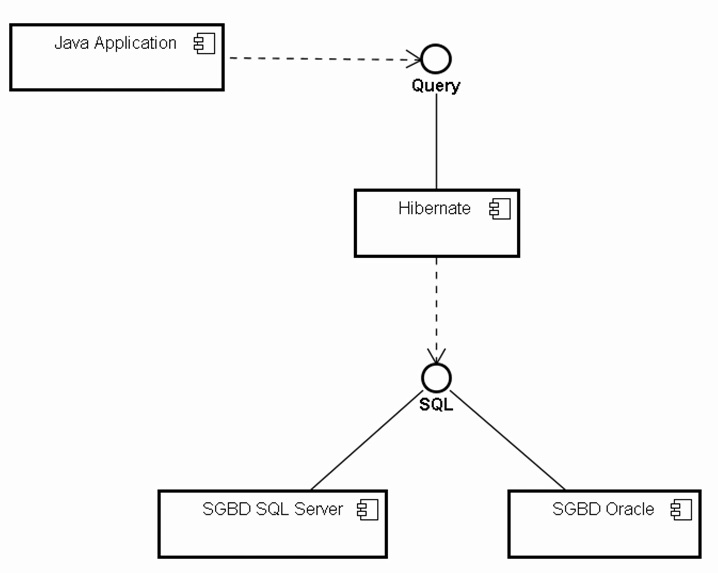 Java Application
Query
Hibernate
SQL
SGBD SQL Server
SGBD Oracle